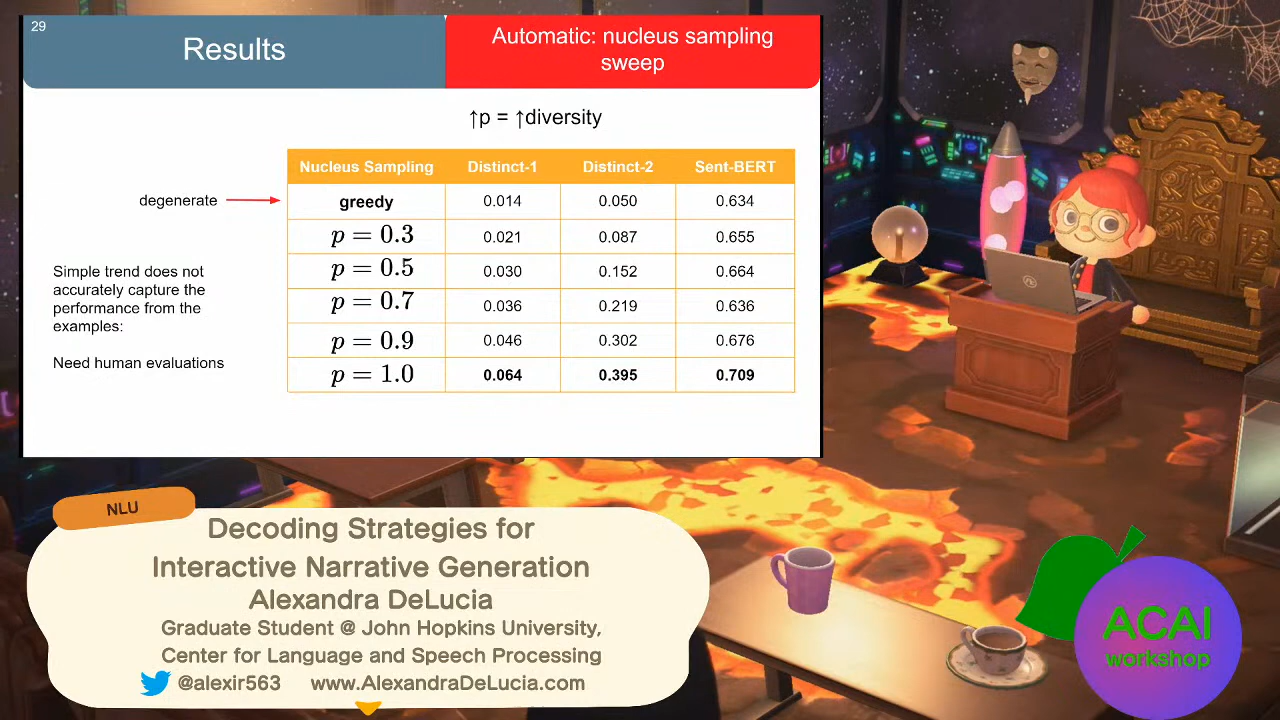 29
Results
Automatic: nucleus sampling
sweep
↑p = ↑diversity
Nucleus Sampling Distinct-1 Distinct-2 Sent-BERT
degenerate
greedy 0.014 0.050 0.634
p = 0.3 0.021 0.087 0.655
p = 0.5 0.030 0.152 0.664
p = 0.7 0.036 0.219 0.636
p = 0.9 0.046 0.302 0.676
p = 1.0 0.064 0.395 0.709
Simple trend does not
accurately capture the
performance from the
examples:
Need human evaluations
NLU
Decoding Strategies for
Interactive Narrative Generation
Alexandra DeLucia
Graduate Student @ John Hopkins University,
Center for Language and Speech Processing
@alexir563 www.AlexandraDeLucia.com
ACAI
workshop